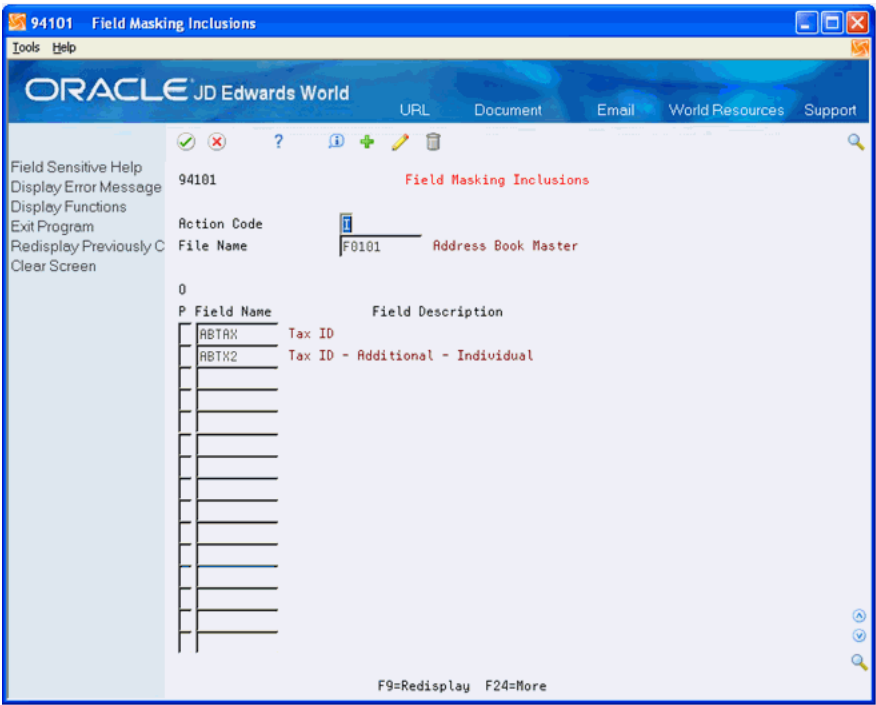 94101 Field Masking Inclusions
Tools Help
ORACLE JD Edwards World
URL Document Email World Resources Support
?
Field Sensitive Help
Display Error Message
Display Functions
Exit Program
Redisplay Previously C
Clear Screen
94101 Field Masking Inclusions
Action Code I
File Name F0101 Address Book Master
O
P Field Name Field Description
ABTAX Tax ID
ABTX2 Tax ID - Additional - Individual
F9=Redisplay F24=More